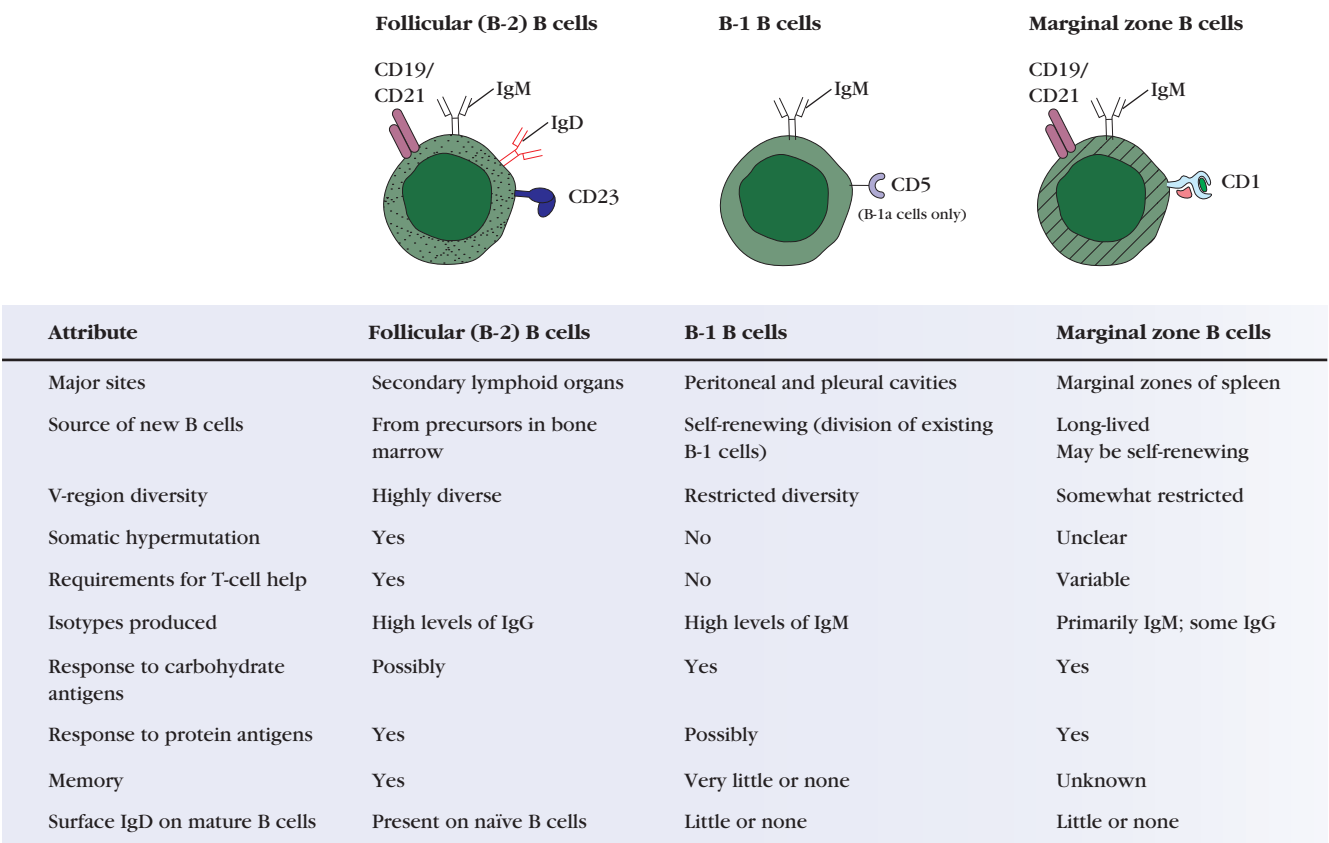 Follicular (B-2) B cells
B-1 B cells
Marginal zone B cells
CD19/
CD21
IgM
IgD
CD23
IgM
CD5
(B-1a cells only)
CD19/
CD21
IgM
CD1
Attribute Follicular (B-2) B cells B-1 B cells Marginal zone B cells
Major sites Secondary lymphoid organs Peritoneal and pleural cavities Marginal zones of spleen
Source of new B cells From precursors in bone Self-renewing (division of existing Long-lived
marrow B-1 cells) May be self-renewing
V-region diversity Highly diverse Restricted diversity Somewhat restricted
Somatic hypermutation Yes No Unclear
Requirements for T-cell help Yes No Variable
Isotypes produced High levels of IgG High levels of IgM Primarily IgM; some IgG
Response to carbohydrate Possibly Yes Yes
antigens
Response to protein antigens Yes Possibly Yes
Memory Yes Very little or none Unknown
Surface IgD on mature B cells Present on naïve B cells Little or none Little or none